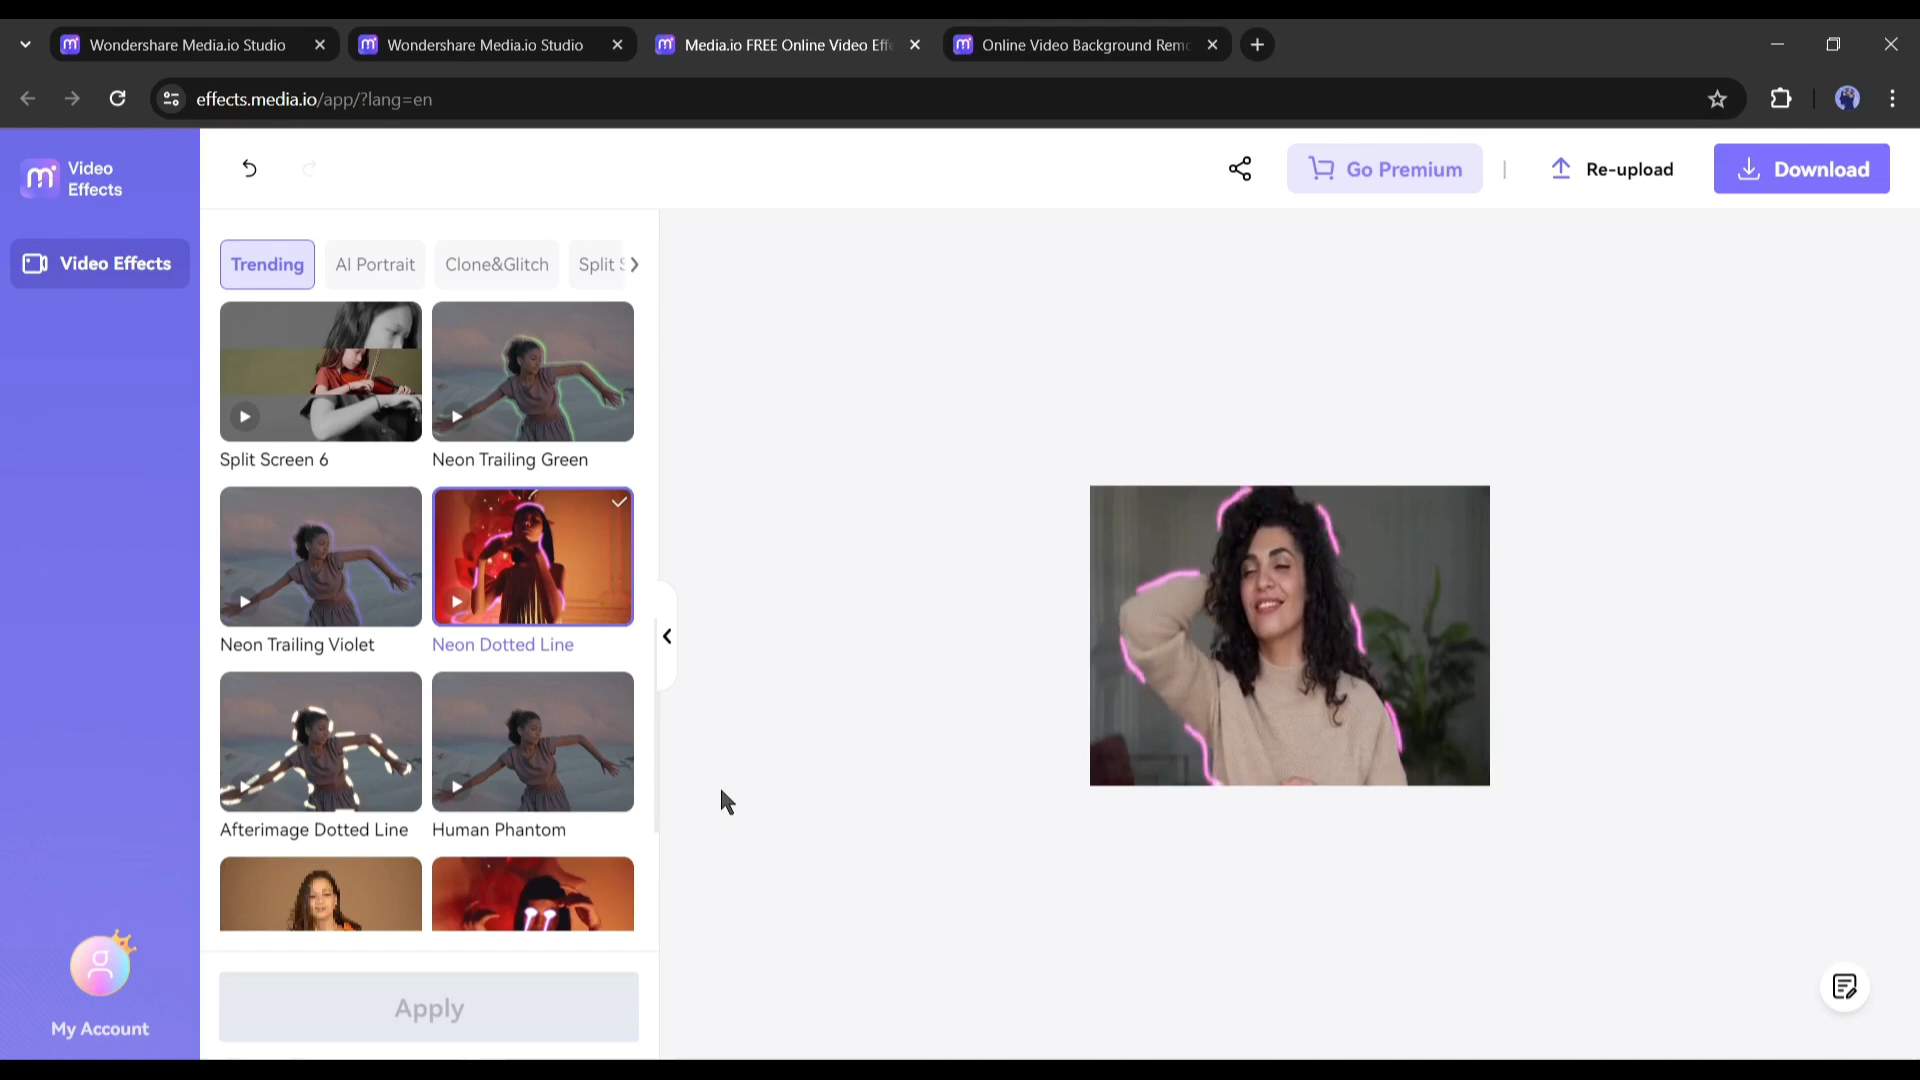 Wondershare Media.io Studio
Wondershare Media.io Studio
Media.io FREE Online Video Eff
Online Video Background Rem
effects.media.io/app/?lang=en
Video
Effects
Go Premium
Re-upload
Download
Video Effects
Trending
AI Portrait
Clone&Glitch
Split S
Split Screen 6
Neon Trailing Green
Neon Trailing Violet
Neon Dotted Line
Afterimage Dotted Line
Human Phantom
Apply
My Account